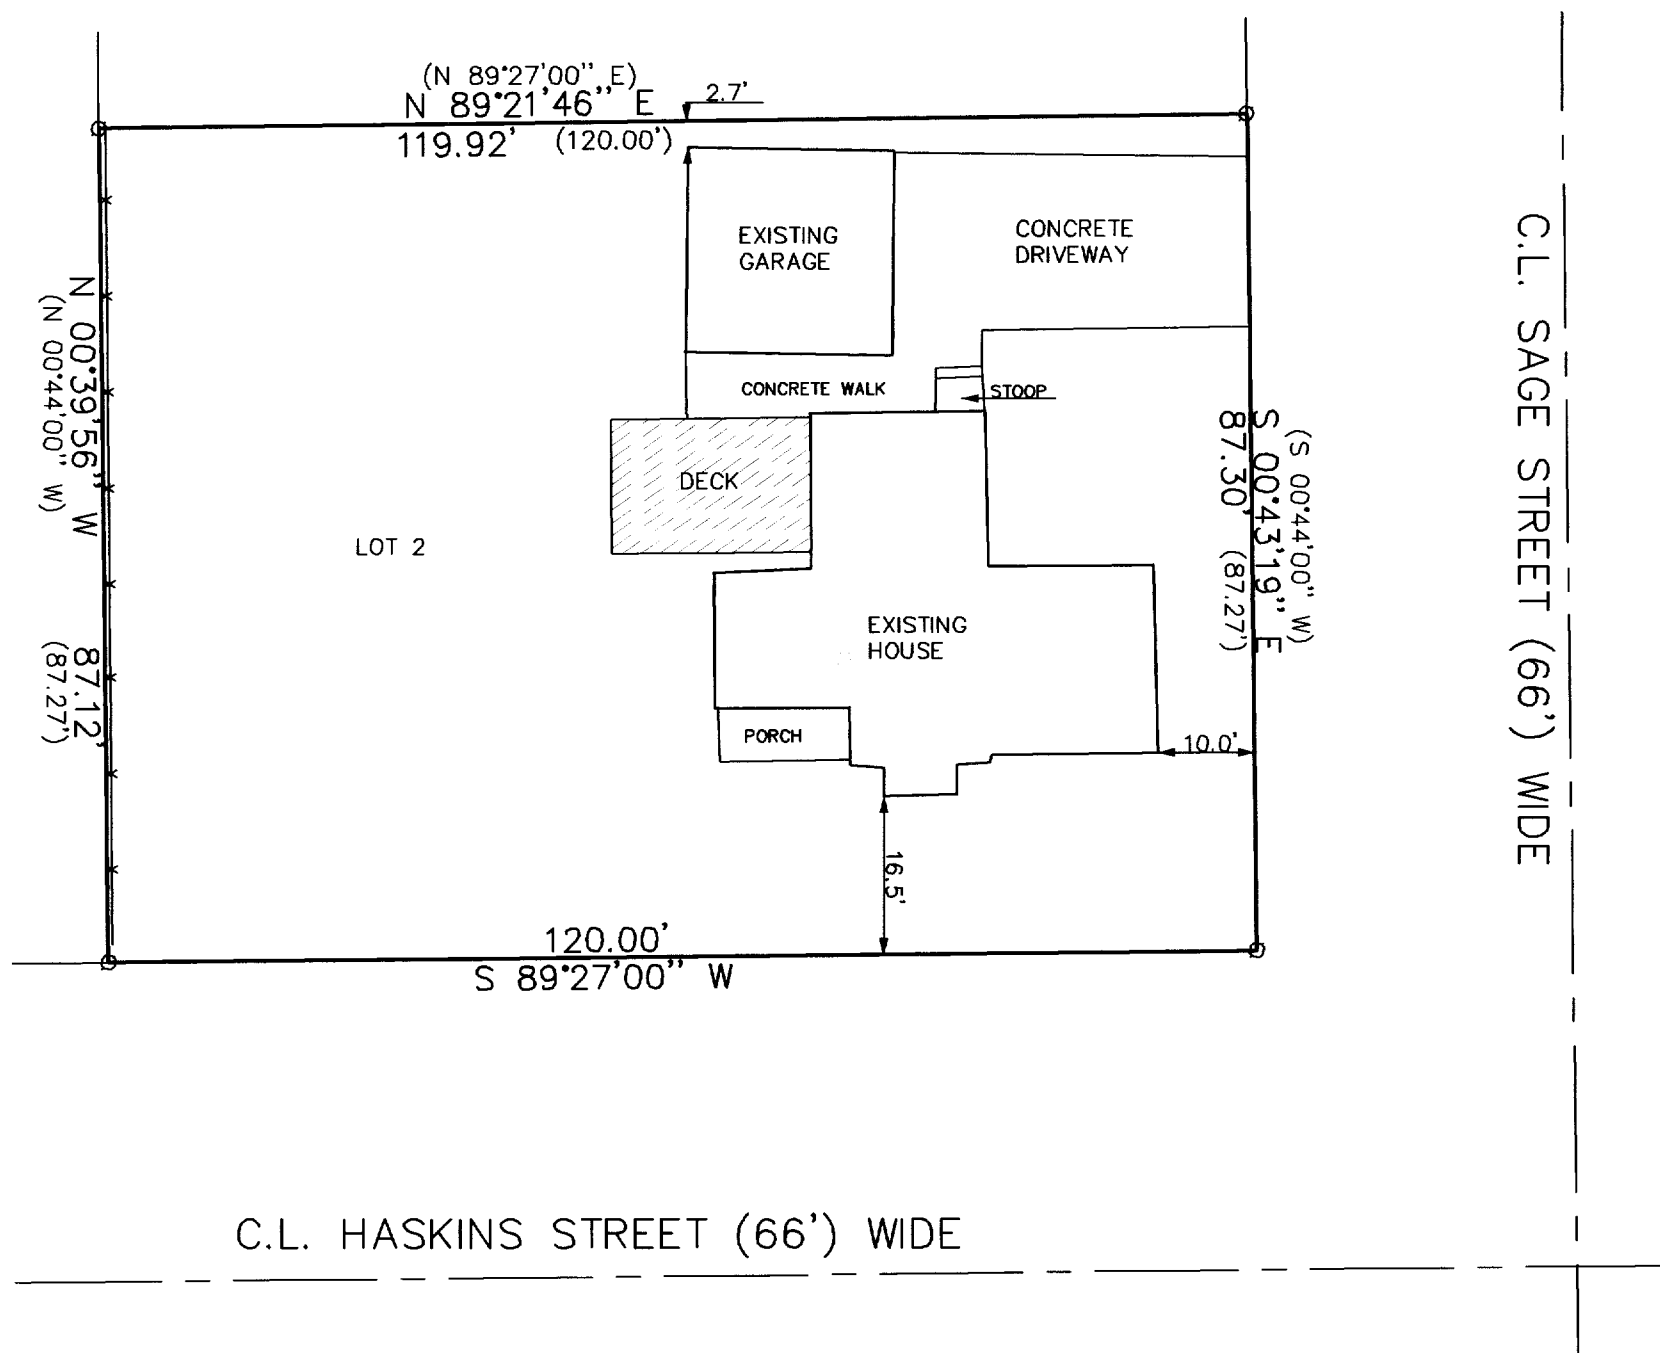 (N 89°27'00" E)
N 89°21'46" E
2.7'
119.92' (120.00')
EXISTING
GARAGE
CONCRETE
DRIVEWAY
CONCRETE WALK
STOOP
DECK
LOT 2
EXISTING
HOUSE
PORCH
10.0'
16.5'
N 00°39'56" W 87.12'
(N 00°44'00" W) (87.27')
(S 00°44'00" W)
S 00°43'19" E
87.30' (87.27')
120.00'
S 89°27'00" W
C.L. SAGE STREET (66') WIDE
C.L. HASKINS STREET (66') WIDE